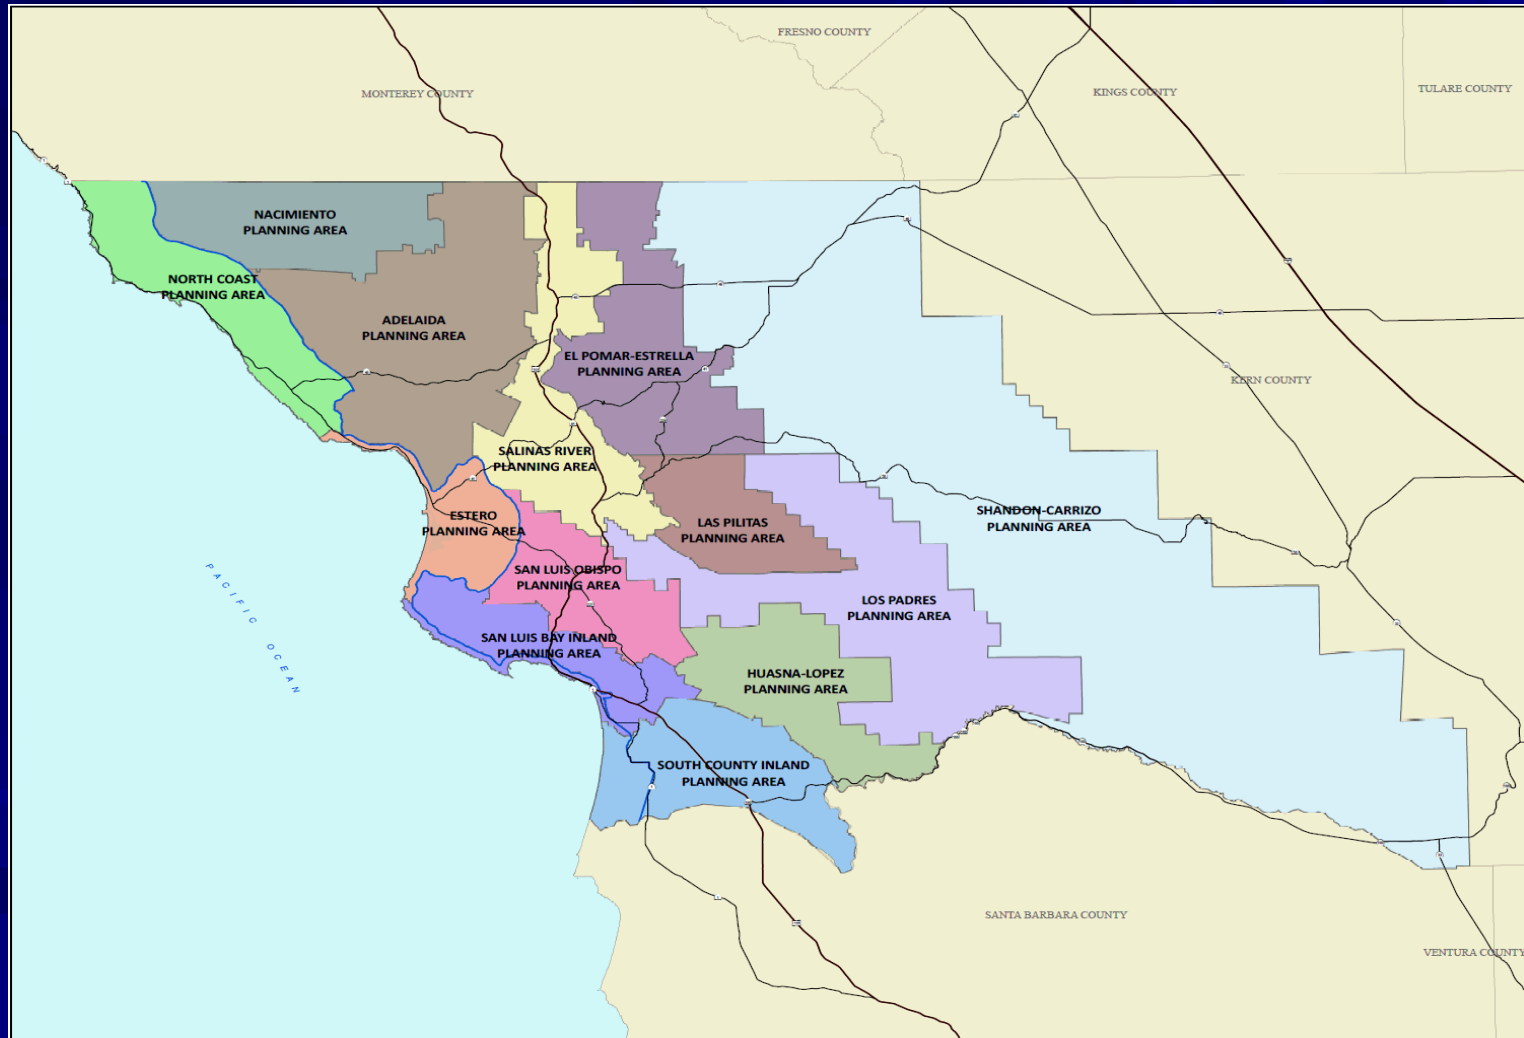 FRESNO COUNTY
MONTEREY COUNTY
KINGS COUNTY
TULARE COUNTY
NACIMIENTO
PLANNING AREA
NORTH COAST
PLANNING AREA
ADELAIDA
PLANNING AREA
EL POMAR-ESTRELLA
PLANNING AREA
KERN COUNTY
SALINAS RIVER
PLANNING AREA
ESTERO
PLANNING AREA
LAS PILITAS
PLANNING AREA
SHANDON-CARRIZO
PLANNING AREA
SAN LUIS OBISPO
PLANNING AREA
LOS PADRES
PLANNING AREA
PACIFIC OCEAN
SAN LUIS BAY INLAND
PLANNING AREA
HUASNA-LOPEZ
PLANNING AREA
SOUTH COUNTY INLAND
PLANNING AREA
SANTA BARBARA COUNTY
VENTURA COUNTY